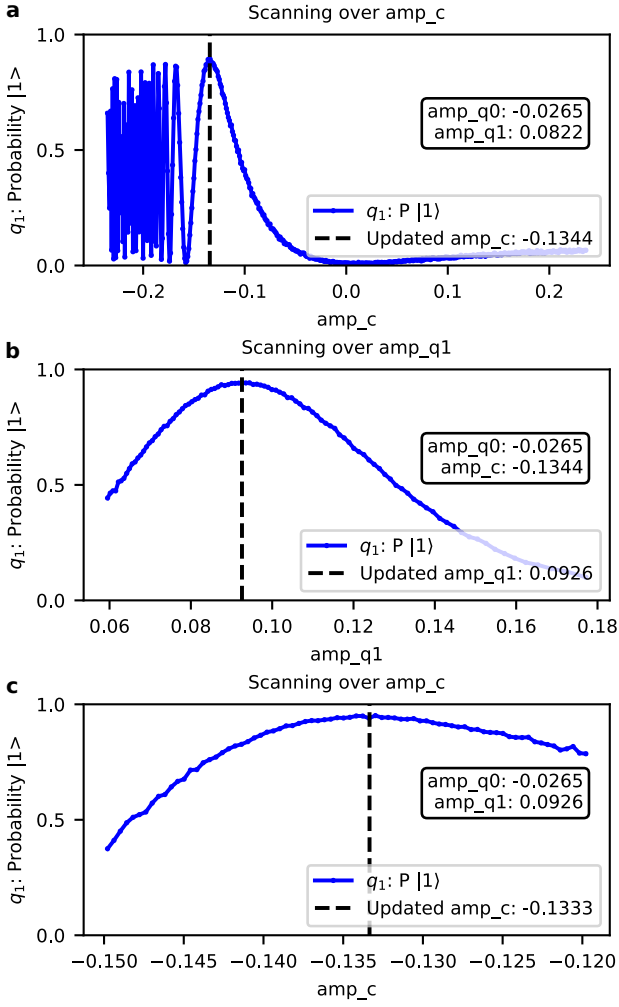 a
Scanning over amp_c
q₁: Probability |1>
1.0
0.5
0.0
amp_q0: -0.0265
amp_q1: 0.0822
q₁: P |1⟩
Updated amp_c: -0.1344
−0.2 −0.1 0.0 0.1 0.2
amp_c
b
Scanning over amp_q1
q₁: Probability |1>
1.0
0.5
0.0
amp_q0: -0.0265
amp_c: -0.1344
q₁: P |1⟩
Updated amp_q1: 0.0926
0.06 0.08 0.10 0.12 0.14 0.16 0.18
amp_q1
c
Scanning over amp_c
q₁: Probability |1>
1.0
0.5
0.0
amp_q0: -0.0265
amp_q1: 0.0926
q₁: P |1⟩
Updated amp_c: -0.1333
−0.150 −0.145 −0.140 −0.135 −0.130 −0.125 −0.120
amp_c